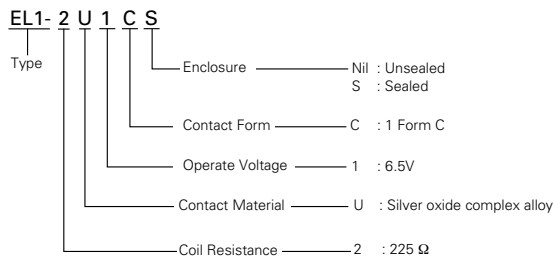 EL1- 2 U 1 C S
Type
Enclosure Nil : Unsealed
S : Sealed
Contact Form C : 1 Form C
Operate Voltage 1 : 6.5V
Contact Material U : Silver oxide complex alloy
Coil Resistance 2 : 225 Ω